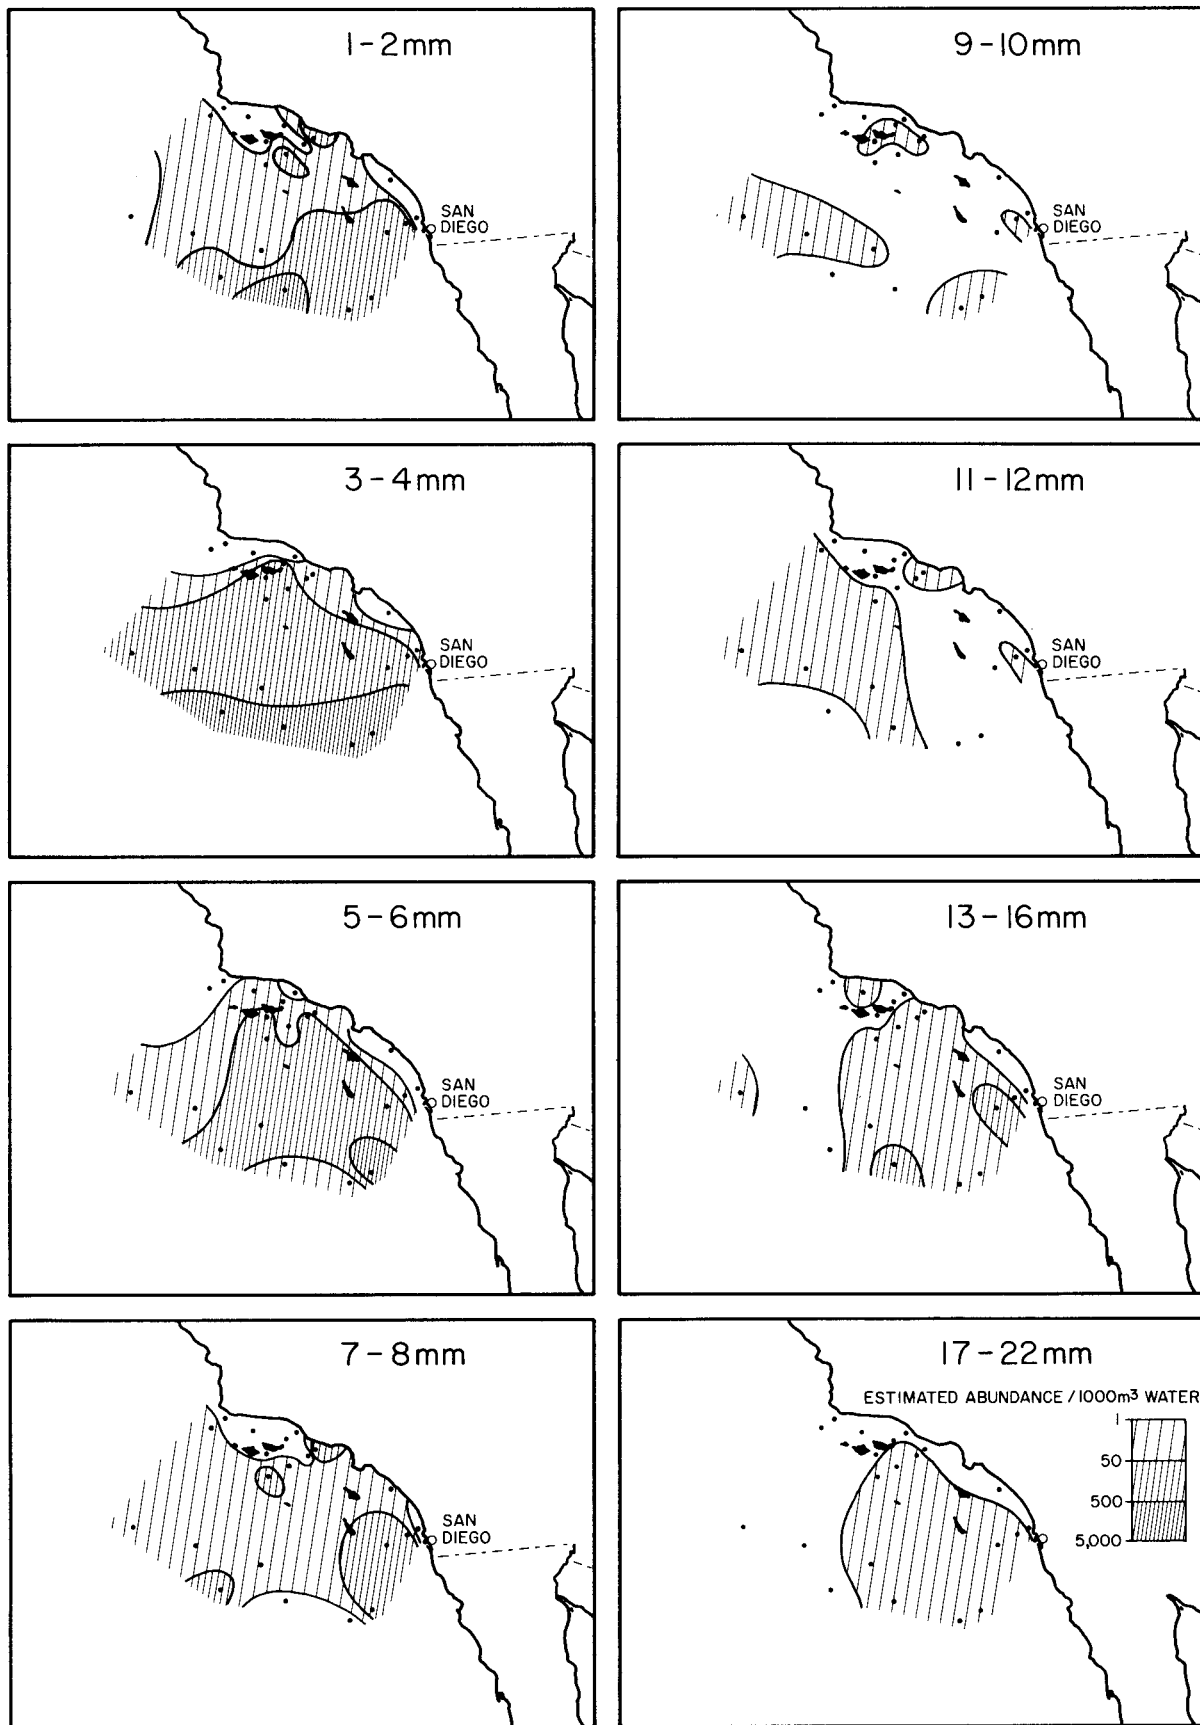 1-2mm
SAN
DIEGO
9-10mm
SAN
DIEGO
3-4mm
SAN
DIEGO
11-12mm
SAN
DIEGO
5-6mm
SAN
DIEGO
13-16mm
SAN
DIEGO
7-8mm
SAN
DIEGO
17-22mm
ESTIMATED ABUNDANCE / 1000m³ WATER
1
50
500
5,000